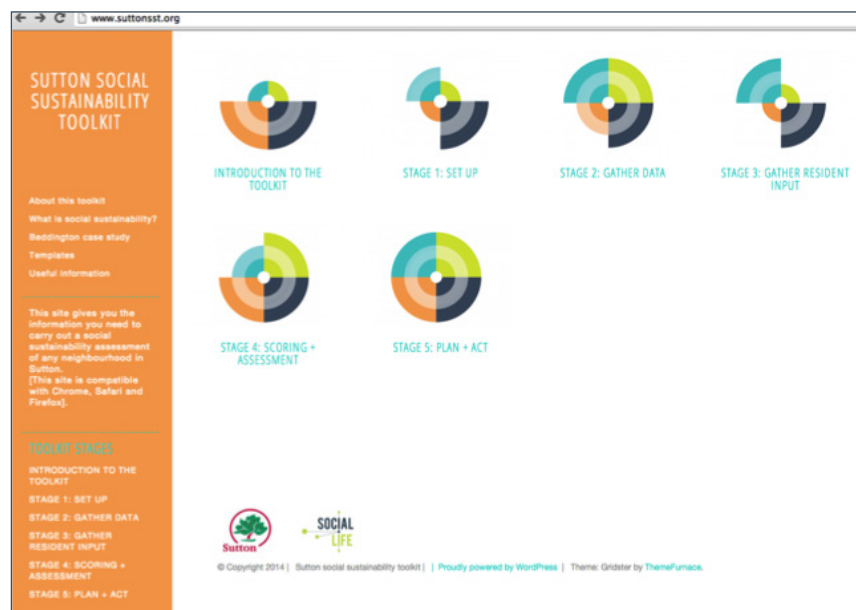 www.suttonsst.org
SUTTON SOCIAL
SUSTAINABILITY
TOOLKIT
About this toolkit
What is social sustainability?
Beddington case study
Templates
Useful information
This site gives you the
information you need to
carry out a social
sustainability assessment
of any neighbourhood in
Sutton.
[This site is compatible
with Chrome, Safari and
Firefox].
TOOLKIT STAGES
INTRODUCTION TO THE
TOOLKIT
STAGE 1: SET UP
STAGE 2: GATHER DATA
STAGE 3: GATHER
RESIDENT INPUT
STAGE 4: SCORING +
ASSESSMENT
STAGE 5: PLAN + ACT
INTRODUCTION TO THE
TOOLKIT
STAGE 1: SET UP
STAGE 2: GATHER DATA
STAGE 3: GATHER RESIDENT
INPUT
STAGE 4: SCORING +
ASSESSMENT
STAGE 5: PLAN + ACT
Sutton
SOCIAL
LIFE
© Copyright 2014 | Sutton social sustainability toolkit | | Proudly powered by WordPress | Theme: Gridster by ThemeFurnace.